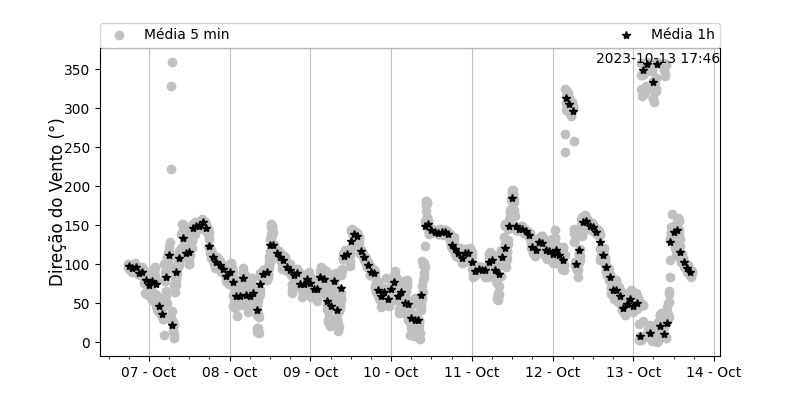 Média 5 min
Média 1h
2023-10-13 17:46
Direção do Vento (°)
350
300
250
200
150
100
50
0
07 - Oct
08 - Oct
09 - Oct
10 - Oct
11 - Oct
12 - Oct
13 - Oct
14 - Oct